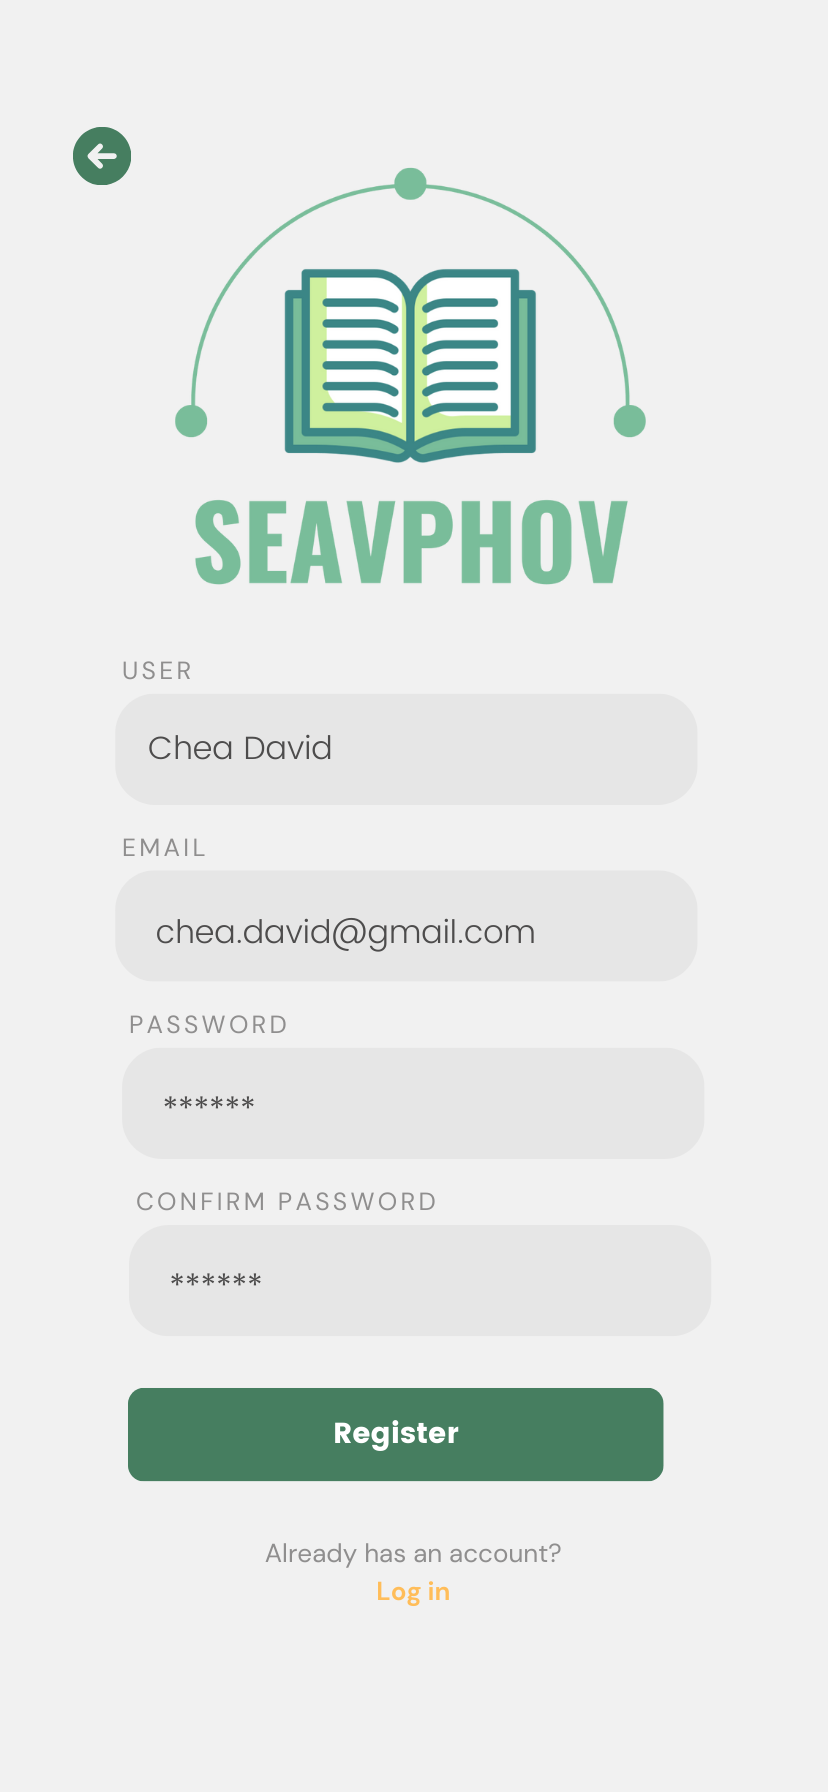 SEAVPHOV
USER
Chea David
EMAIL
chea.david@gmail.com
PASSWORD
******
CONFIRM PASSWORD
******
Register
Already has an account?
Log in